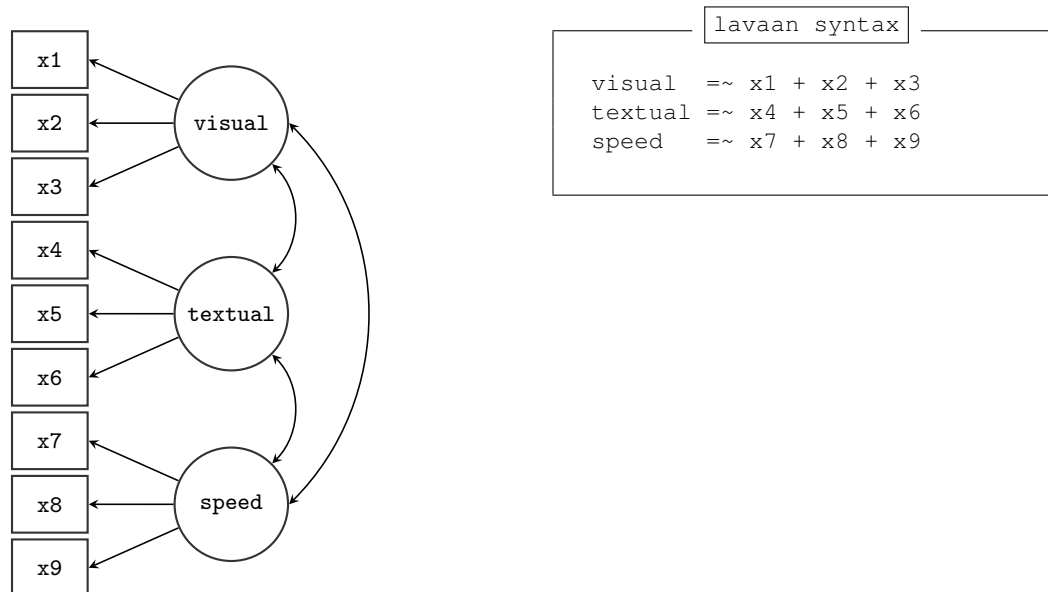 x1
x2
x3
x4
x5
x6
x7
x8
x9
visual
textual
speed
lavaan syntax
visual =~ x1 + x2 + x3
textual =~ x4 + x5 + x6
speed =~ x7 + x8 + x9